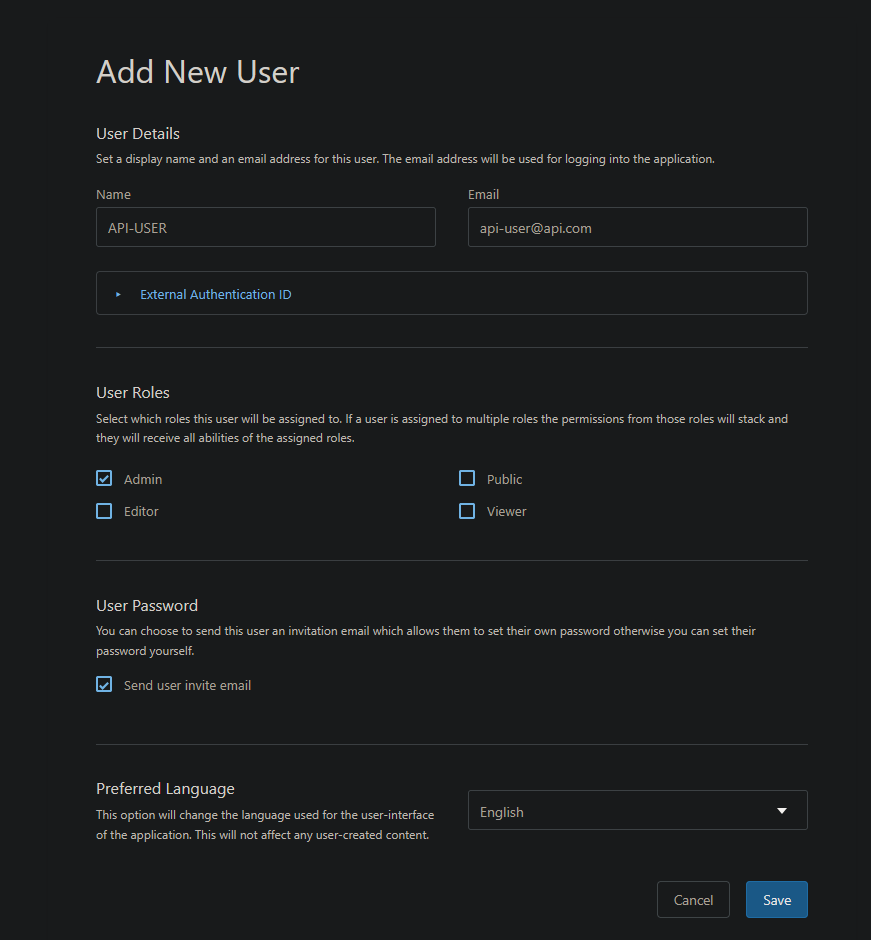 Add New User
User Details
Set a display name and an email address for this user. The email address will be used for logging into the application.
Name
Email
API-USER
api-user@api.com
External Authentication ID
User Roles
Select which roles this user will be assigned to. If a user is assigned to multiple roles the permissions from those roles will stack and
they will receive all abilities of the assigned roles.
Admin
Public
Editor
Viewer
User Password
You can choose to send this user an invitation email which allows them to set their own password otherwise you can set their
password yourself.
Send user invite email
Preferred Language
This option will change the language used for the user-interface
of the application. This will not affect any user-created content.
English
Cancel
Save